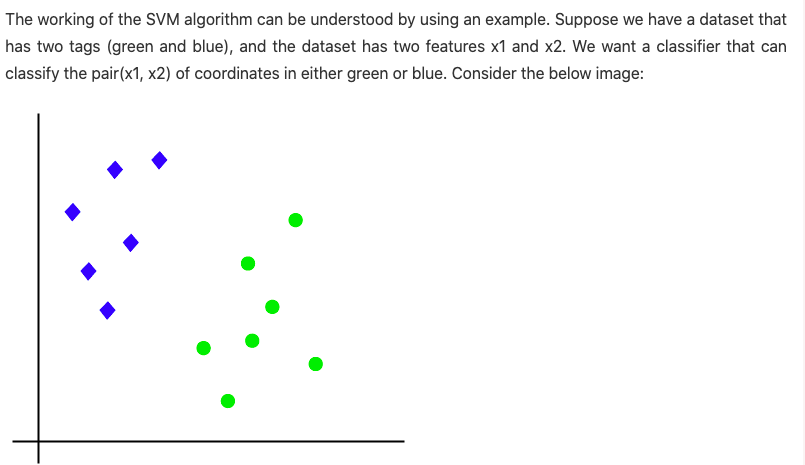 The working of the SVM algorithm can be understood by using an example. Suppose we have a dataset that
has two tags (green and blue), and the dataset has two features x1 and x2. We want a classifier that can
classify the pair(x1, x2) of coordinates in either green or blue. Consider the below image: